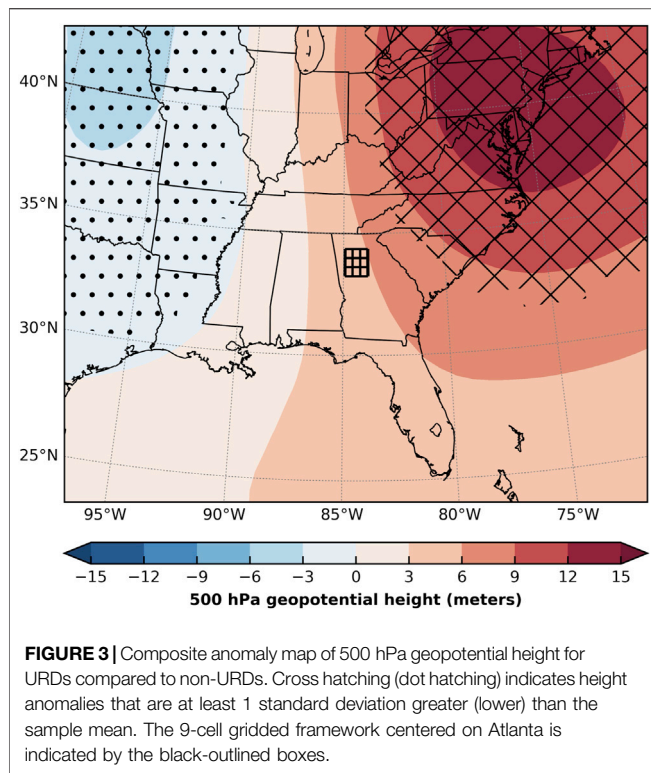 40°N
35°N
30°N
25°N
95°W 90°W 85°W 80°W 75°W
−15 −12 −9 −6 −3 0 3 6 9 12 15
500 hPa geopotential height (meters)
FIGURE 3 | Composite anomaly map of 500 hPa geopotential height for
URDs compared to non-URDs. Cross hatching (dot hatching) indicates height
anomalies that are at least 1 standard deviation greater (lower) than the
sample mean. The 9-cell gridded framework centered on Atlanta is
indicated by the black-outlined boxes.